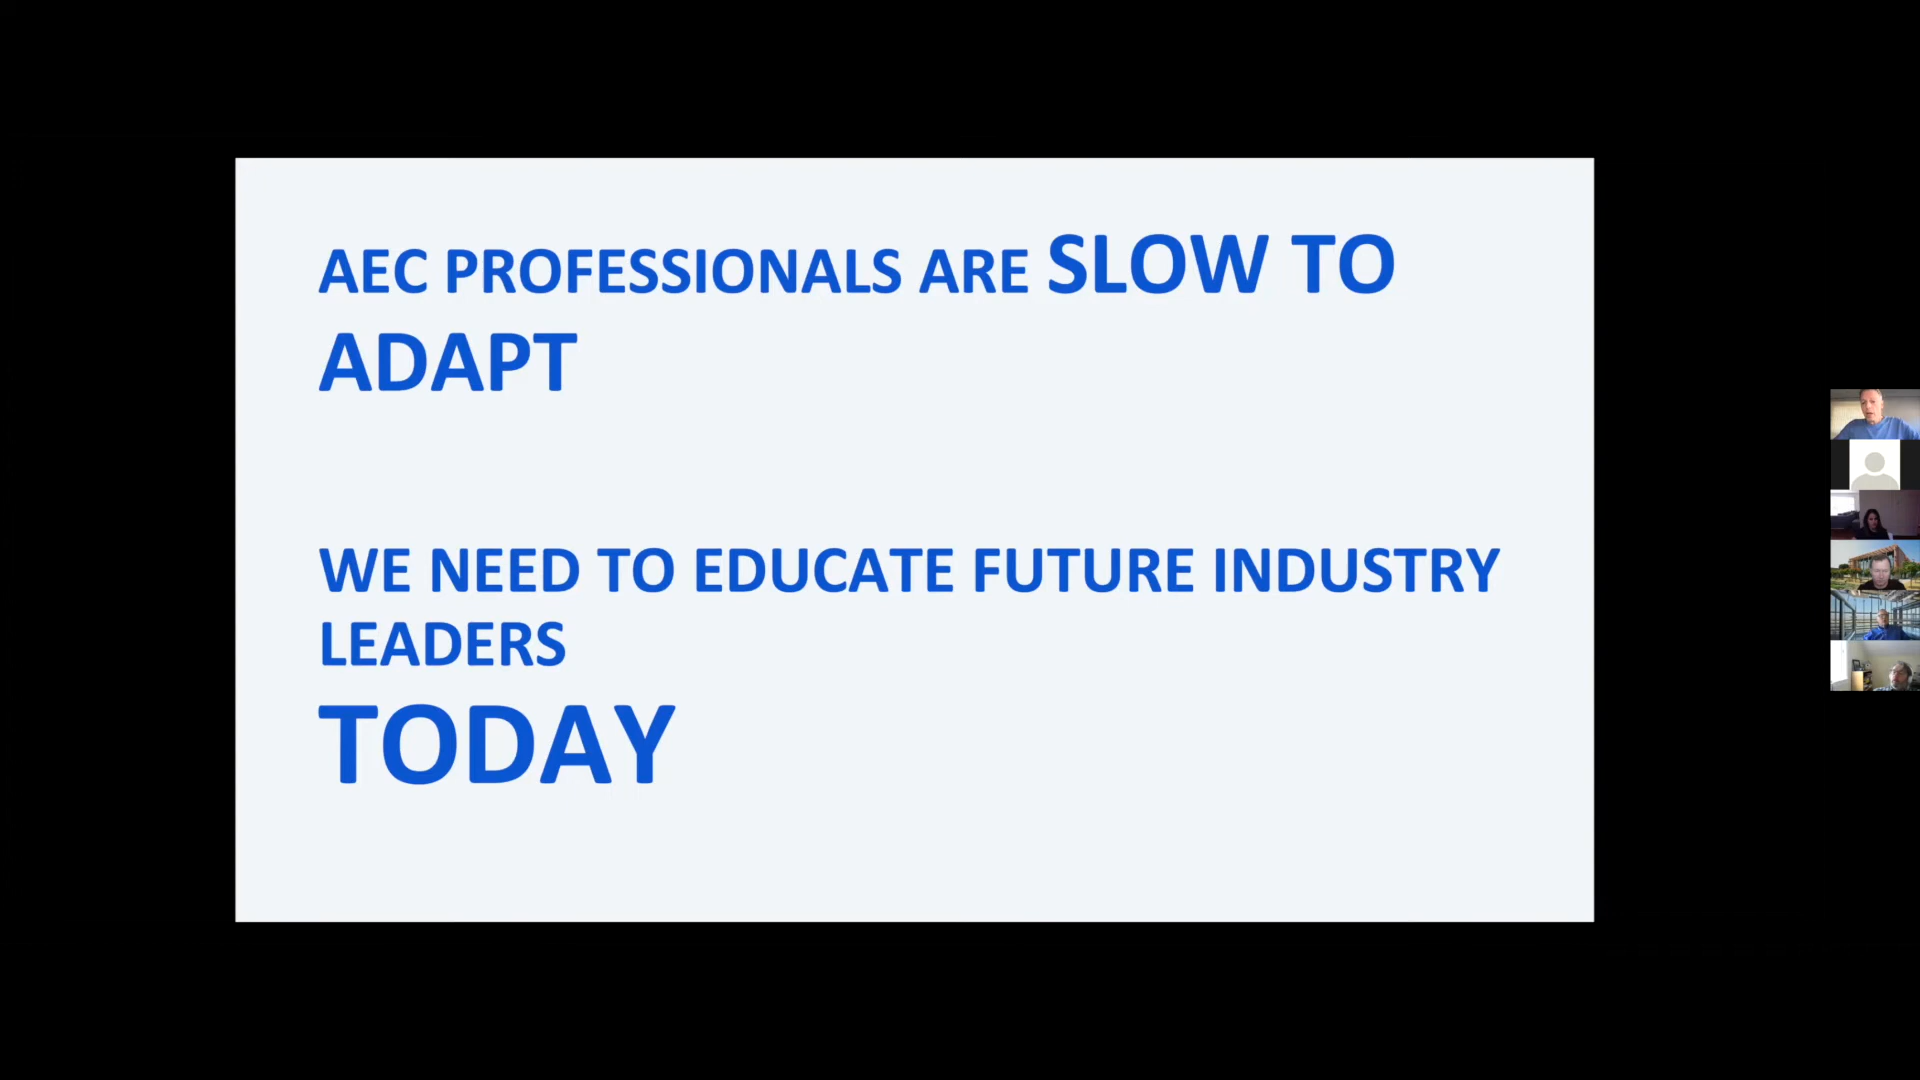 AEC PROFESSIONALS ARE SLOW TO
ADAPT
WE NEED TO EDUCATE FUTURE INDUSTRY
LEADERS
TODAY